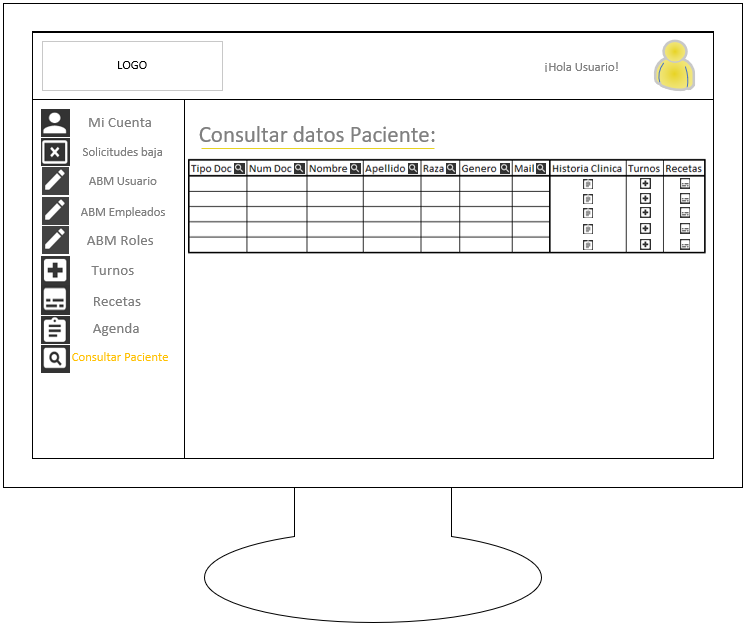 LOGO
¡Hola Usuario!
Mi Cuenta
Solicitudes baja
ABM Usuario
ABM Empleados
ABM Roles
Turnos
Recetas
Agenda
Consultar Paciente
Consultar datos Paciente:
Tipo Doc Num Doc Nombre Apellido Raza Genero Mail Historia Clinica Turnos Recetas